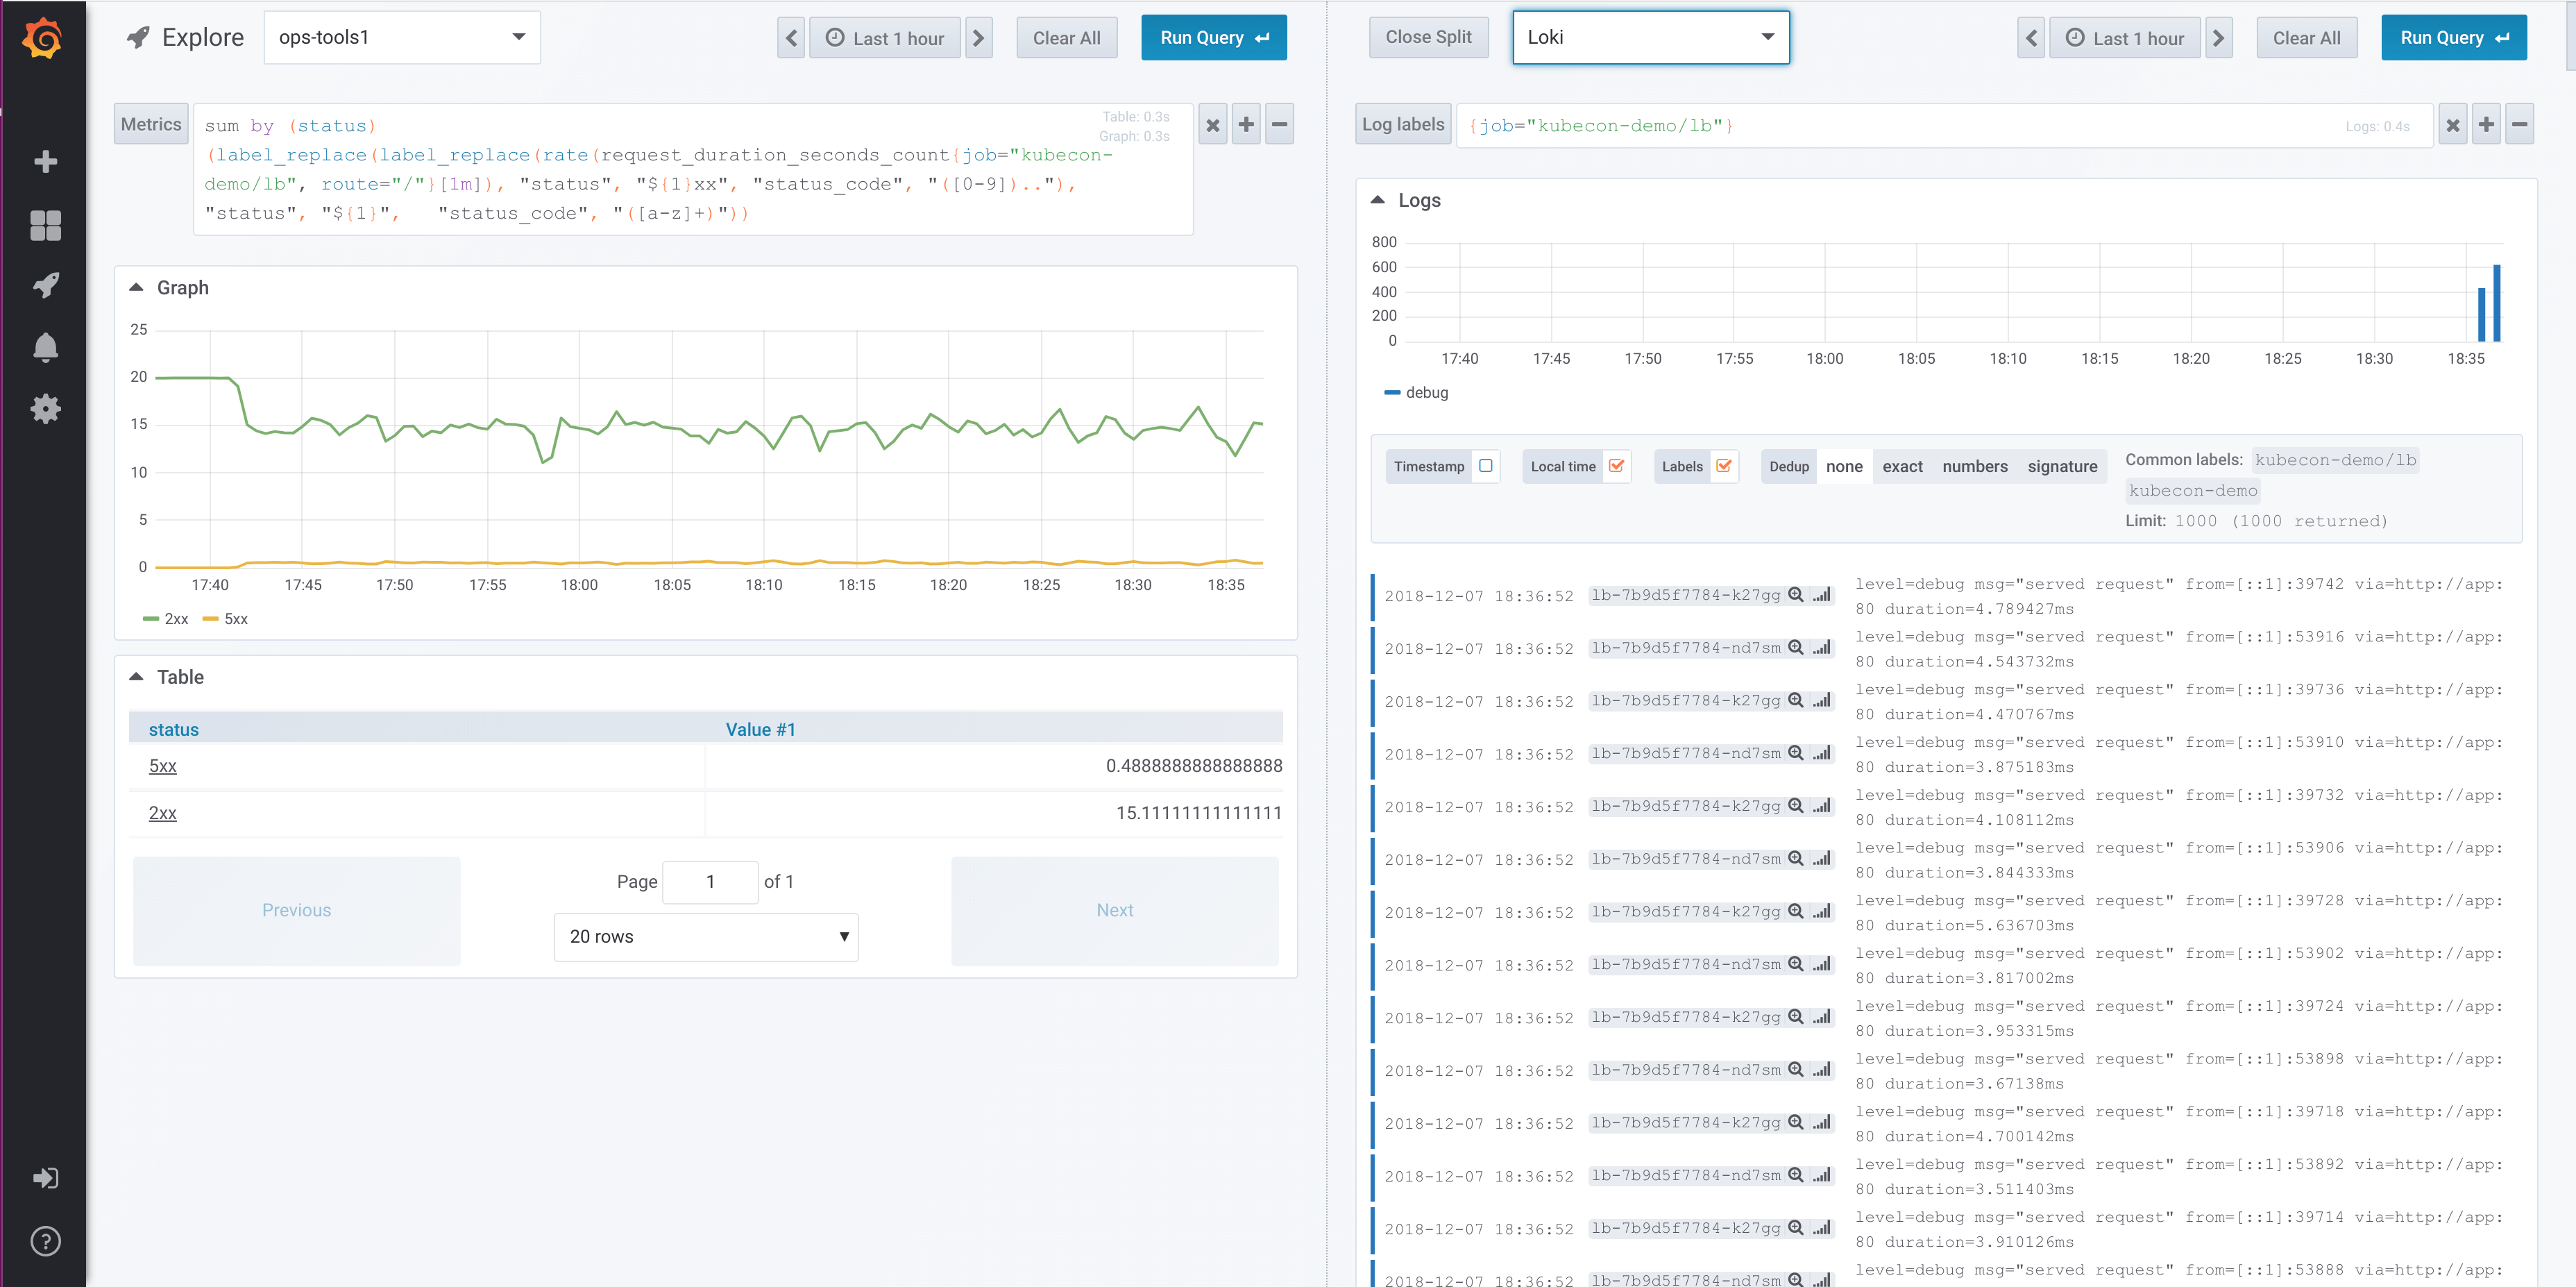 Explore
ops-tools1
Last 1 hour
Clear All
Run Query
Metrics
sum by (status)
(label_replace(label_replace(rate(request_duration_seconds_count{job="kubecon-
demo/lb", route="/"}[1m]), "status", "${1}xx", "status_code", "([0-9]).."),
"status", "${1}",   "status_code", "([a-z]+)"))
Table: 0.3s
Graph: 0.3s
Graph
25
20
15
10
5
0
17:40 17:45 17:50 17:55 18:00 18:05 18:10 18:15 18:20 18:25 18:30 18:35
2xx 5xx
Table
status Value #1
5xx 0.4888888888888888
2xx 15.11111111111111
Previous
Page 1 of 1
20 rows
Next
Close Split
Loki
Last 1 hour
Clear All
Run Query
Log labels
{job="kubecon-demo/lb"}
Logs: 0.4s
Logs
800
600
400
200
0
17:40 17:45 17:50 17:55 18:00 18:05 18:10 18:15 18:20 18:25 18:30 18:35
debug
Timestamp Local time Labels Dedup none exact numbers signature
Common labels: kubecon-demo/lb
kubecon-demo
Limit: 1000 (1000 returned)
2018-12-07 18:36:52 lb-7b9d5f7784-k27gg level=debug msg="served request" from=[::1]:39742 via=http://app:
80 duration=4.789427ms
2018-12-07 18:36:52 lb-7b9d5f7784-nd7sm level=debug msg="served request" from=[::1]:53916 via=http://app:
80 duration=4.543732ms
2018-12-07 18:36:52 lb-7b9d5f7784-k27gg level=debug msg="served request" from=[::1]:39736 via=http://app:
80 duration=4.470767ms
2018-12-07 18:36:52 lb-7b9d5f7784-nd7sm level=debug msg="served request" from=[::1]:53910 via=http://app:
80 duration=3.875183ms
2018-12-07 18:36:52 lb-7b9d5f7784-k27gg level=debug msg="served request" from=[::1]:39732 via=http://app:
80 duration=4.108112ms
2018-12-07 18:36:52 lb-7b9d5f7784-nd7sm level=debug msg="served request" from=[::1]:53906 via=http://app:
80 duration=3.844333ms
2018-12-07 18:36:52 lb-7b9d5f7784-k27gg level=debug msg="served request" from=[::1]:39728 via=http://app:
80 duration=5.636703ms
2018-12-07 18:36:52 lb-7b9d5f7784-nd7sm level=debug msg="served request" from=[::1]:53902 via=http://app:
80 duration=3.817002ms
2018-12-07 18:36:52 lb-7b9d5f7784-k27gg level=debug msg="served request" from=[::1]:39724 via=http://app:
80 duration=3.953315ms
2018-12-07 18:36:52 lb-7b9d5f7784-nd7sm level=debug msg="served request" from=[::1]:53898 via=http://app:
80 duration=3.67138ms
2018-12-07 18:36:52 lb-7b9d5f7784-k27gg level=debug msg="served request" from=[::1]:39718 via=http://app:
80 duration=4.700142ms
2018-12-07 18:36:52 lb-7b9d5f7784-nd7sm level=debug msg="served request" from=[::1]:53892 via=http://app:
80 duration=3.511403ms
2018-12-07 18:36:52 lb-7b9d5f7784-k27gg level=debug msg="served request" from=[::1]:39714 via=http://app:
80 duration=3.910126ms
2018-12-07 18:36:52 lb-7b9d5f7784-nd7sm level=debug msg="served request" from=[::1]:53888 via=http://app: